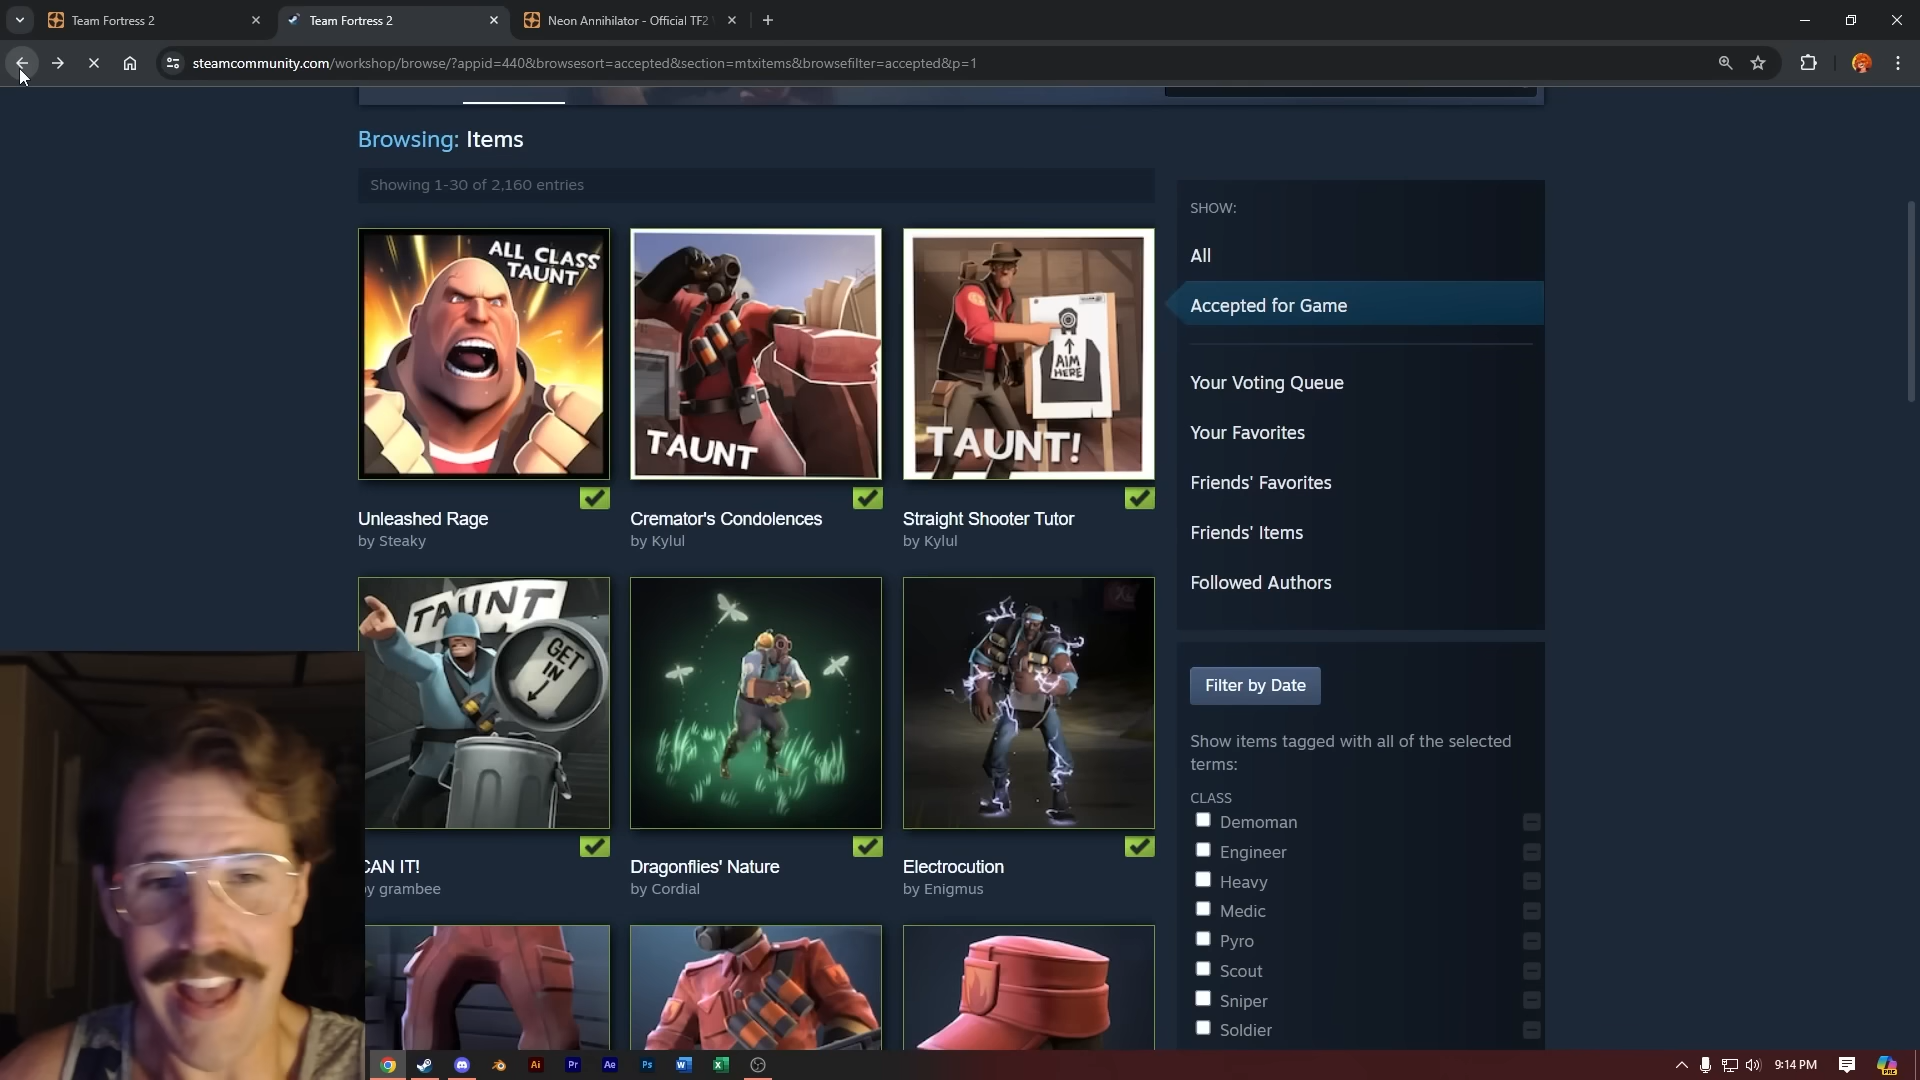 Team Fortress 2
Team Fortress 2
Neon Annihilator - Official TF2
steamcommunity.com/workshop/browse/?appid=440&browsesort=accepted&section=mtxitems&browsefilter=accepted&p=1
Browsing: Items
Showing 1-30 of 2,160 entries
ALL CLASS
TAUNT
TAUNT
AIM
HERE
TAUNT!
Unleashed Rage
by Steaky
Cremator's Condolences
by Kylul
Straight Shooter Tutor
by Kylul
TAUNT
GET
IN
CAN IT!
by grambee
Dragonflies' Nature
by Cordial
Electrocution
by Enigmus
SHOW:
All
Accepted for Game
Your Voting Queue
Your Favorites
Friends' Favorites
Friends' Items
Followed Authors
Filter by Date
Show items tagged with all of the selected
terms:
CLASS
Demoman
Engineer
Heavy
Medic
Pyro
Scout
Sniper
Soldier
Ai
Pr
Ae
Ps
W
X
9:14 PM